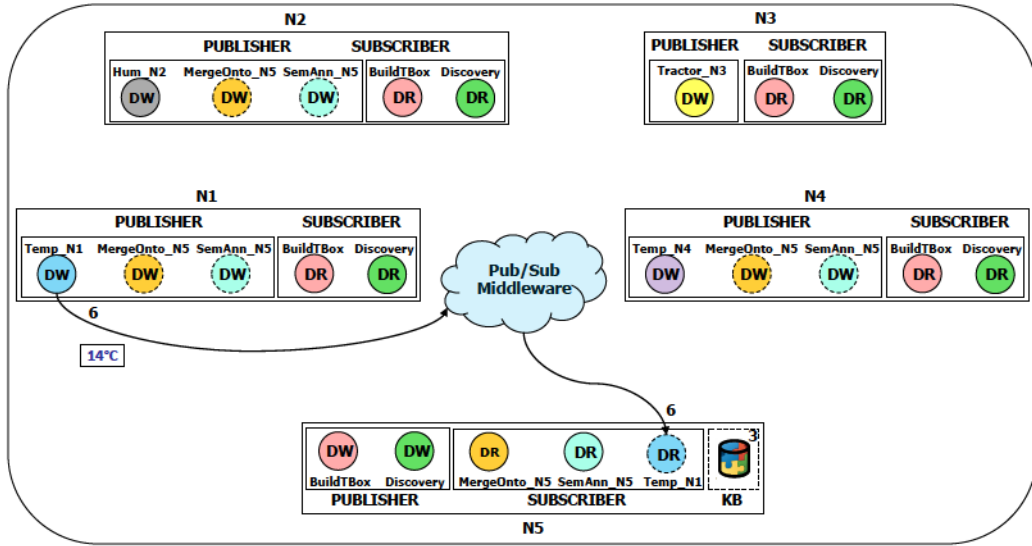 N2
PUBLISHER SUBSCRIBER
Hum_N2 MergeOnto_N5 SemAnn_N5 BuildTBox Discovery
DW DW DW DR DR
N3
PUBLISHER SUBSCRIBER
Tractor_N3 BuildTBox Discovery
DW DR DR
N1
PUBLISHER SUBSCRIBER
Temp_N1 MergeOnto_N5 SemAnn_N5 BuildTBox Discovery
DW DW DW DR DR
Pub/Sub
Middleware
N4
PUBLISHER SUBSCRIBER
Temp_N4 MergeOnto_N5 SemAnn_N5 BuildTBox Discovery
DW DW DW DR DR
6
14°C
6
3
DW DW DR DR DR
BuildTBox Discovery MergeOnto_N5 SemAnn_N5 Temp_N1
PUBLISHER SUBSCRIBER KB
N5